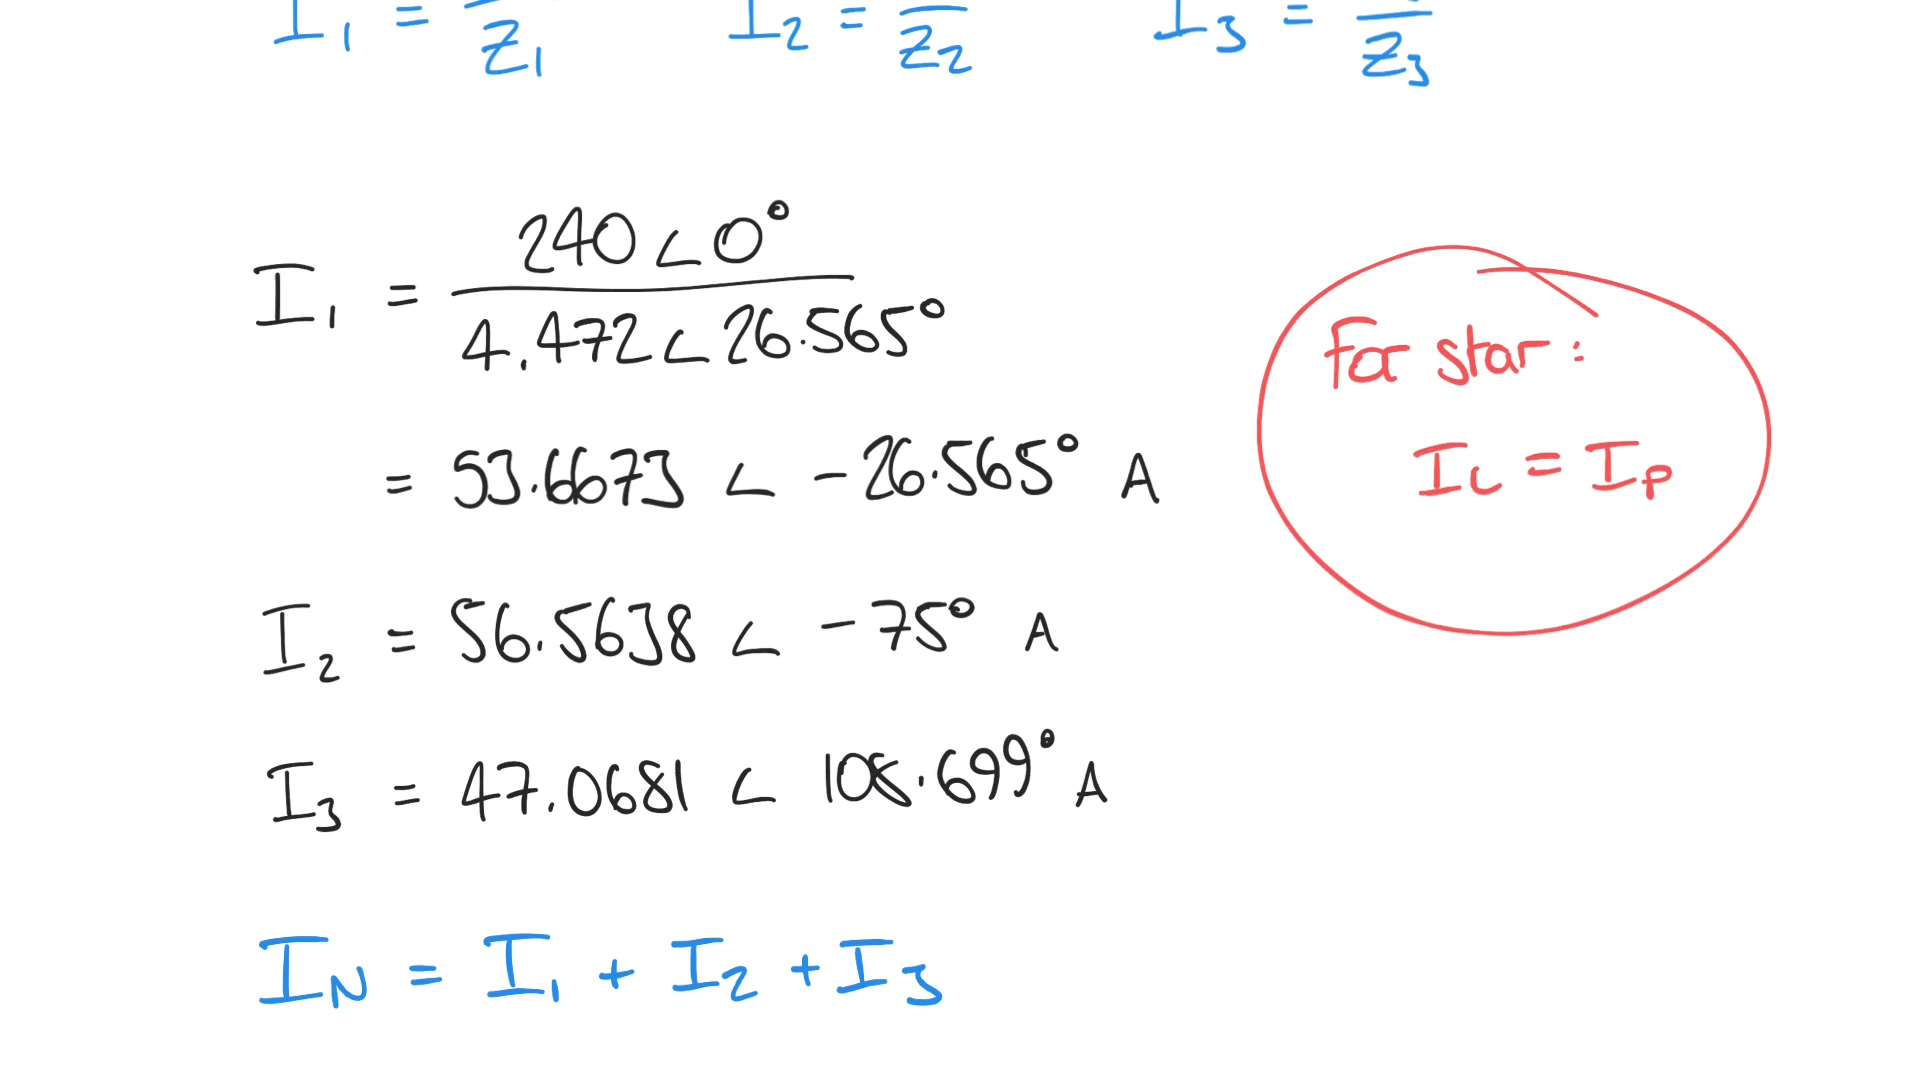 I₁ = / Z₁ I₂ = / Z₂ I₃ = / Z₃
I₁ = 240 ∠ 0° / 4.472 ∠ 26.565°
= 53.6673 ∠ -26.565° A
For star:
I_L = I_P
I₂ = 56.5638 ∠ -75° A
I₃ = 47.0681 ∠ 108.699° A
I_N = I₁ + I₂ + I₃